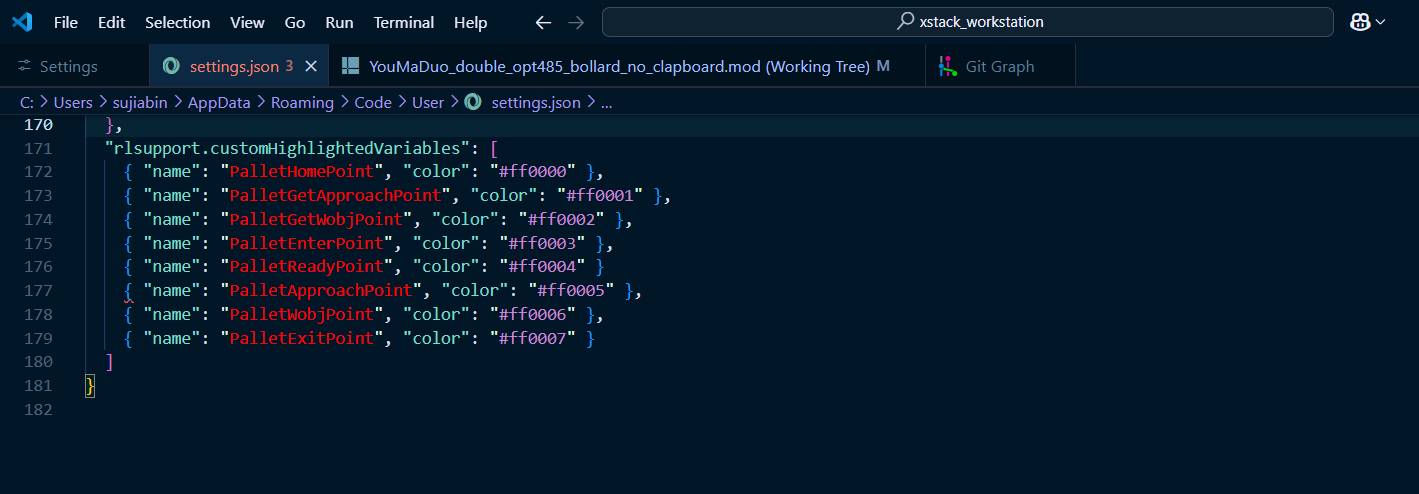 File Edit Selection View Go Run Terminal Help xstack_workstation
Settings settings.json 3 YouMaDuo_double_opt485_bollard_no_clapboard.mod (Working Tree) M Git Graph
C: > Users > sujiabin > AppData > Roaming > Code > User > settings.json > ...
170 },
171 "rlsupport.customHighlightedVariables": [
172 { "name": "PalletHomePoint", "color": "#ff0000" },
173 { "name": "PalletGetApproachPoint", "color": "#ff0001" },
174 { "name": "PalletGetWobjPoint", "color": "#ff0002" },
175 { "name": "PalletEnterPoint", "color": "#ff0003" },
176 { "name": "PalletReadyPoint", "color": "#ff0004" }
177 { "name": "PalletApproachPoint", "color": "#ff0005" },
178 { "name": "PalletWobjPoint", "color": "#ff0006" },
179 { "name": "PalletExitPoint", "color": "#ff0007" }
180 ]
181 }
182